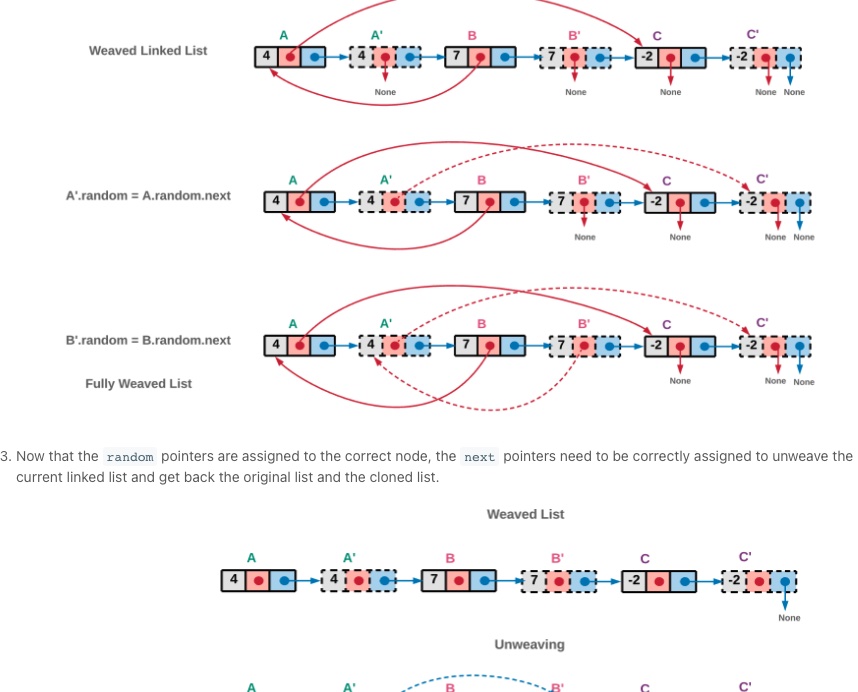 A A' B B' C C'
Weaved Linked List
4 4 7 7 -2 -2
None None None None None
A A' B B' C C'
A'.random = A.random.next
4 4 7 7 -2 -2
None None None None
A A' B B' C C'
B'.random = B.random.next
4 4 7 7 -2 -2
None None None
Fully Weaved List
3. Now that the random pointers are assigned to the correct node, the next pointers need to be correctly assigned to unweave the
current linked list and get back the original list and the cloned list.
Weaved List
A A' B B' C C'
4 4 7 7 -2 -2
None
Unweaving
A A' B B' C C'